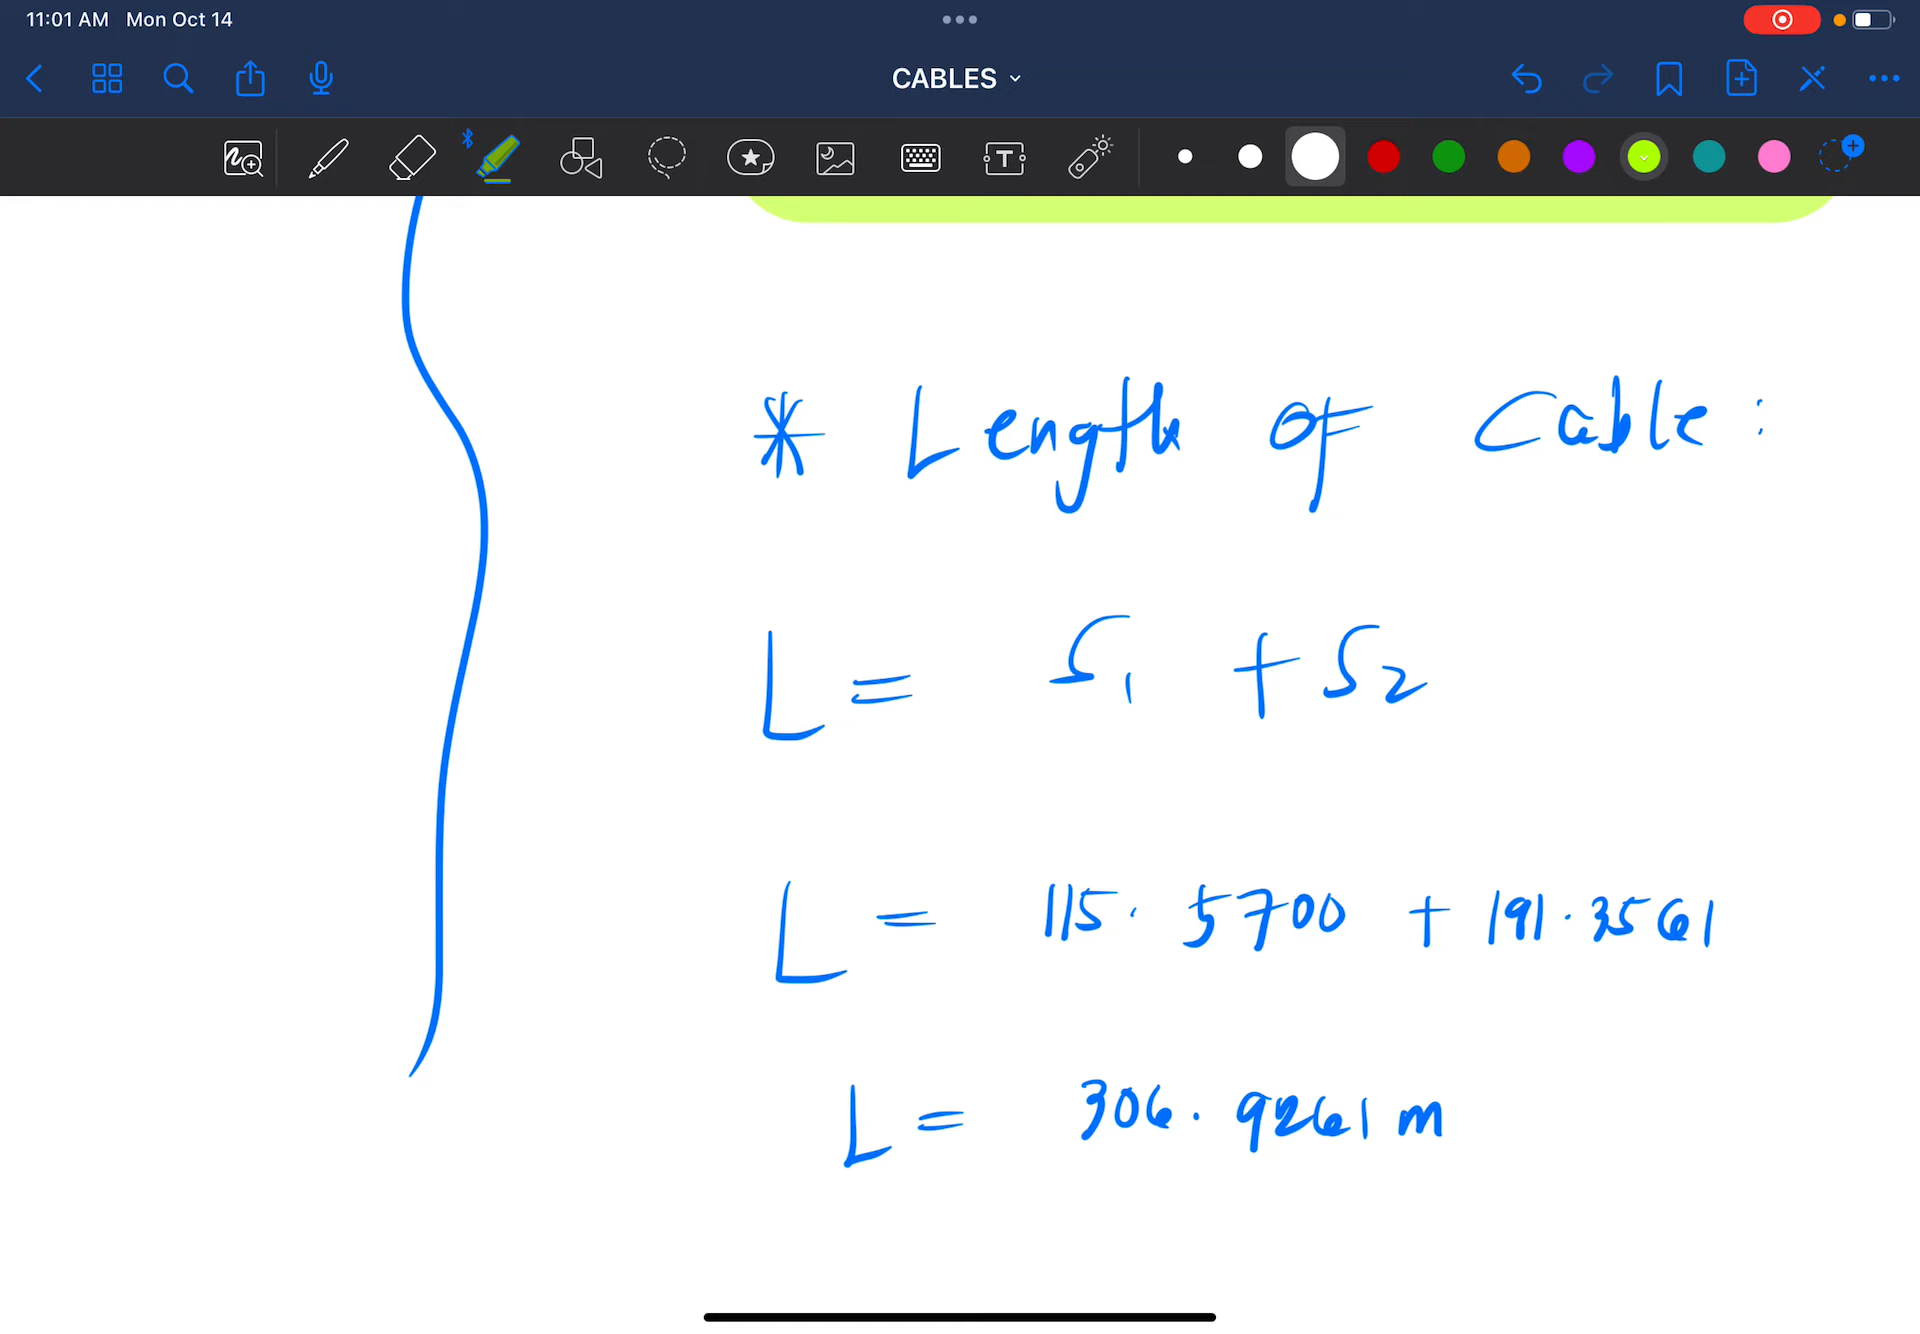 11:01 AM Mon Oct 14
CABLES
* Length of Cable:
L = S1 + S2
L = 115.5700 + 191.3561
L = 306.9261 m